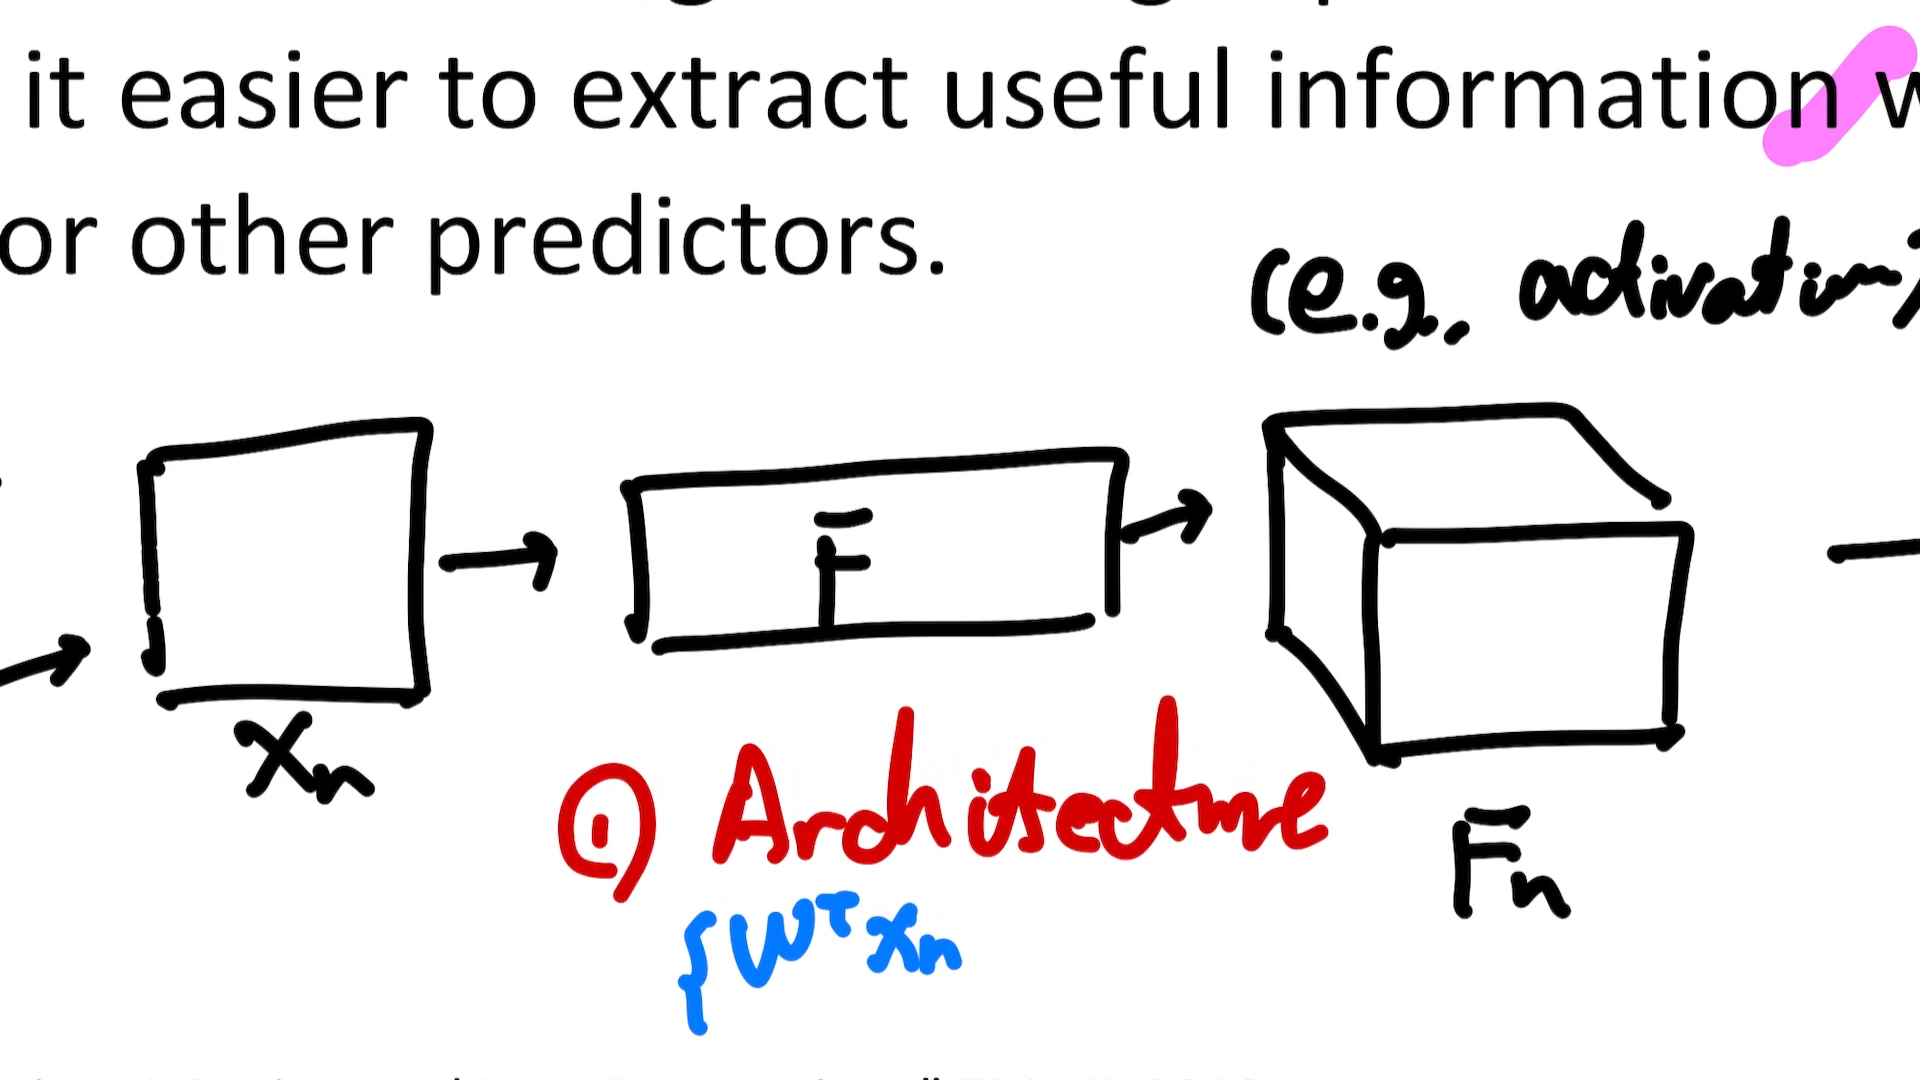 it easier to extract useful information
or other predictors.
(e.g., activation)
F
Xn
① Architecture
Fn
{WᵀXn